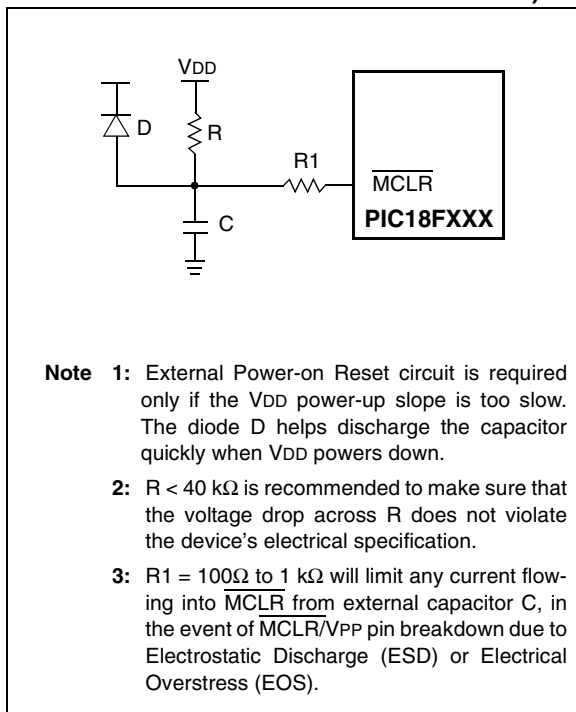 VDD
D
R
R1
MCLR
C
PIC18FXXX
Note 1: External Power-on Reset circuit is required
only if the VDD power-up slope is too slow.
The diode D helps discharge the capacitor
quickly when VDD powers down.
2: R < 40 kΩ is recommended to make sure that
the voltage drop across R does not violate
the device's electrical specification.
3: R1 = 100Ω to 1 kΩ will limit any current flow-
ing into MCLR from external capacitor C, in
the event of MCLR/VPP pin breakdown due to
Electrostatic Discharge (ESD) or Electrical
Overstress (EOS).